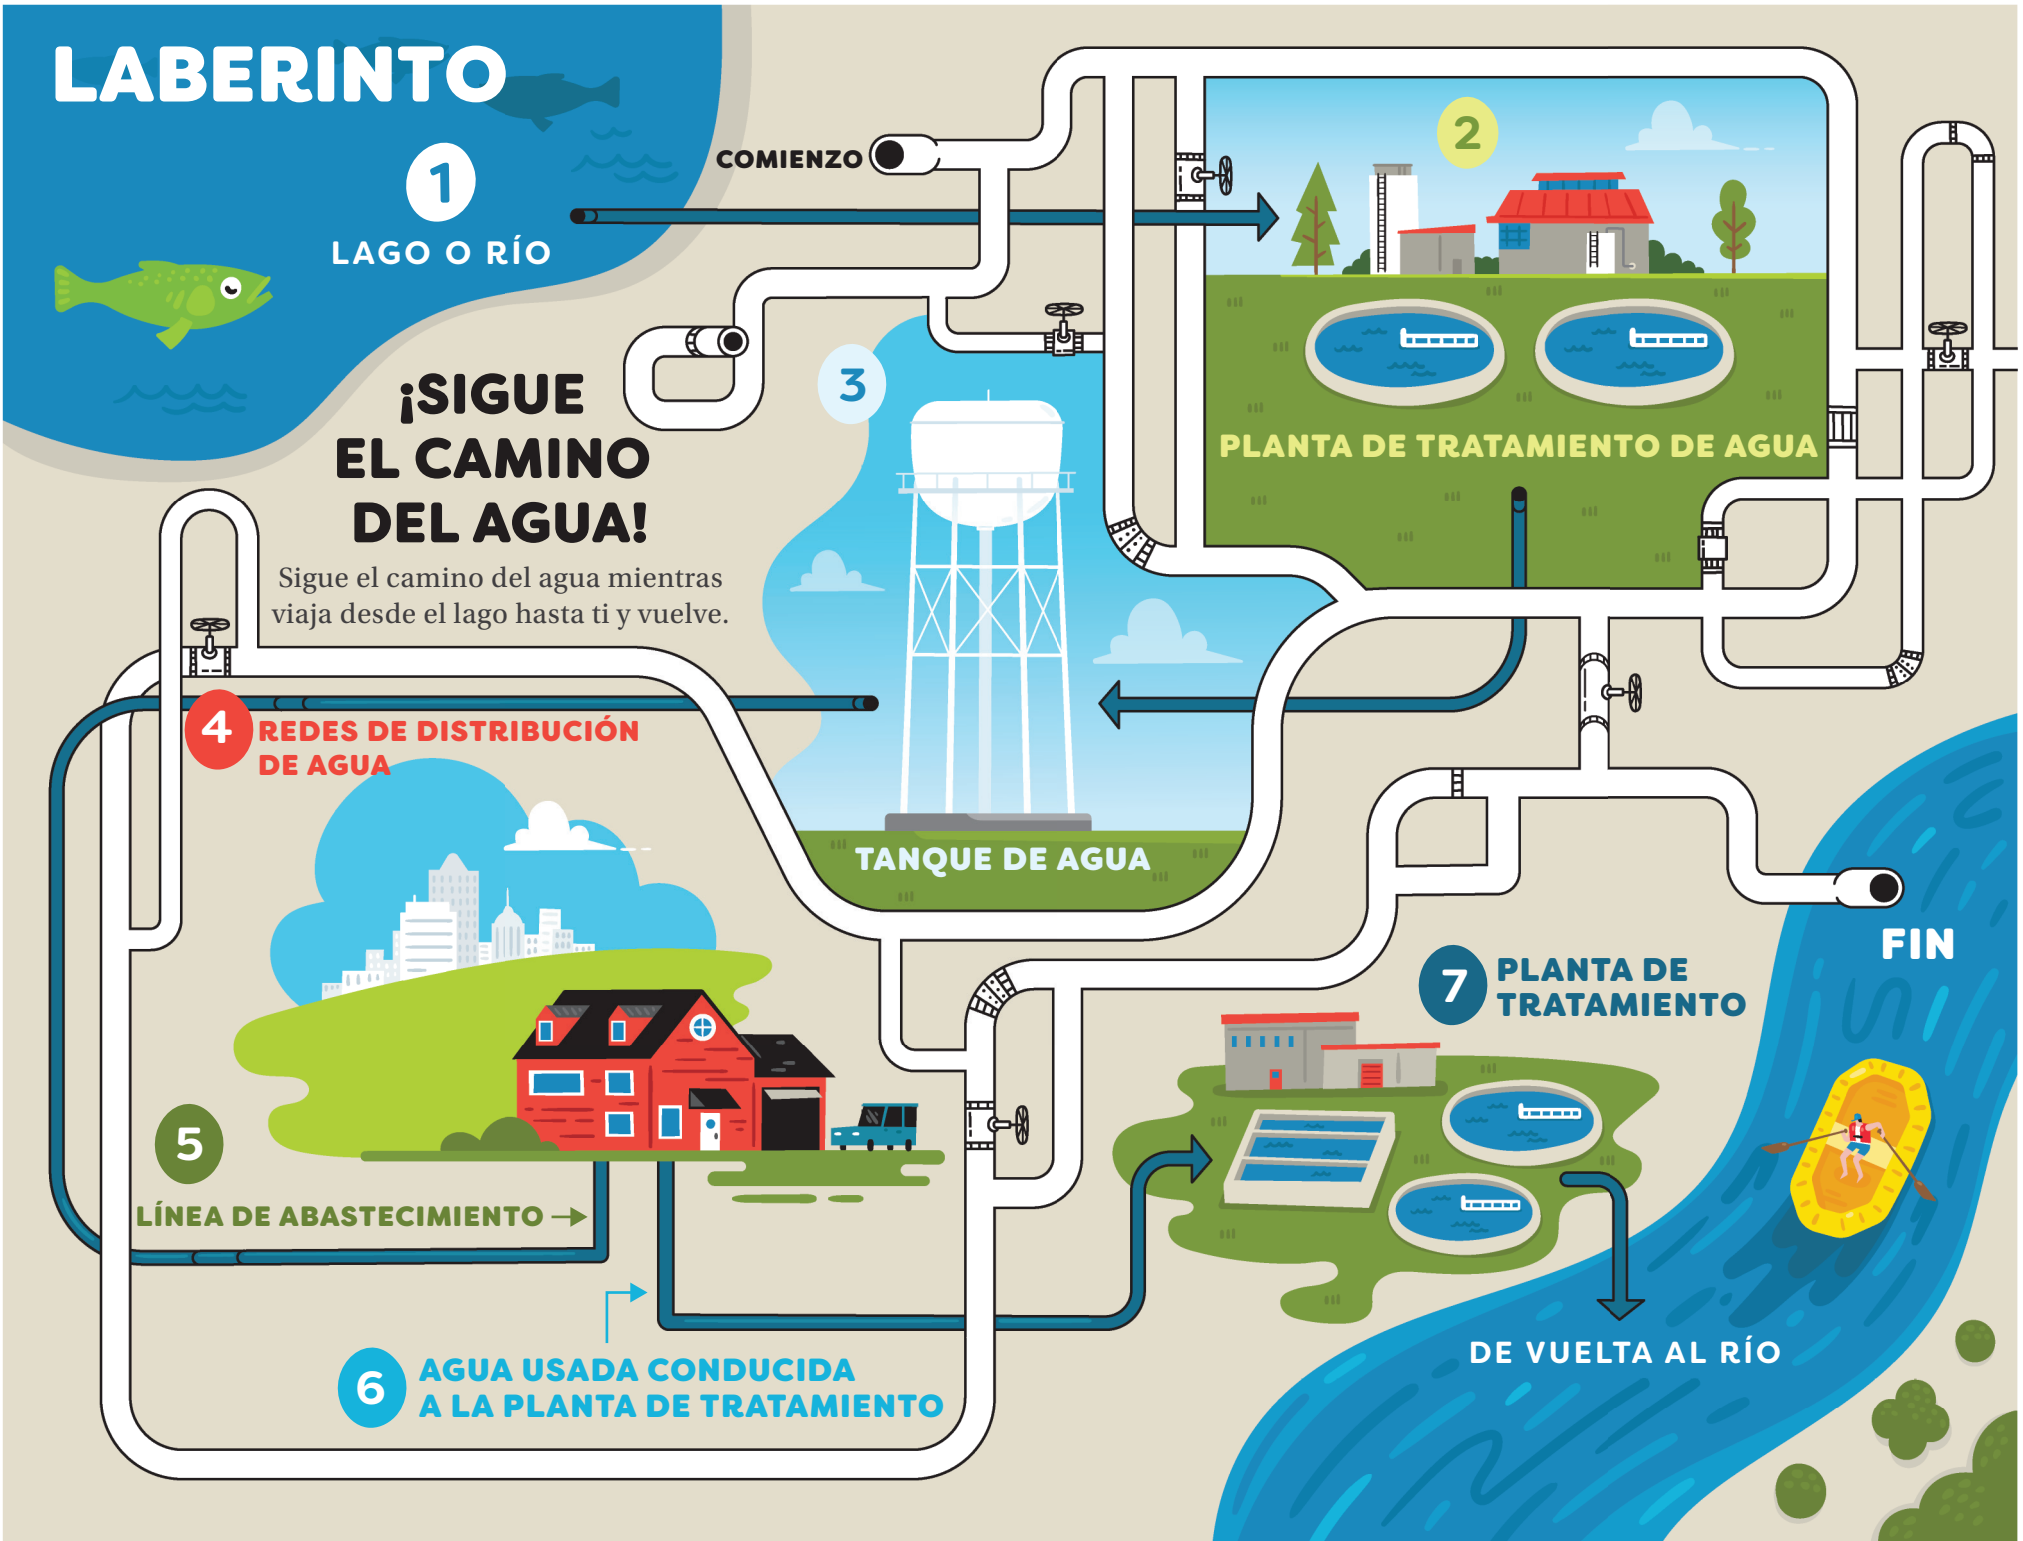 LABERINTO
1
LAGO O RÍO
COMIENZO
2
PLANTA DE TRATAMIENTO DE AGUA
¡SIGUE
EL CAMINO
DEL AGUA!
Sigue el camino del agua mientras
viaja desde el lago hasta ti y vuelve.
3
TANQUE DE AGUA
4
REDES DE DISTRIBUCIÓN
DE AGUA
5
LÍNEA DE ABASTECIMIENTO
6
AGUA USADA CONDUCIDA
A LA PLANTA DE TRATAMIENTO
7
PLANTA DE
TRATAMIENTO
FIN
DE VUELTA AL RÍO